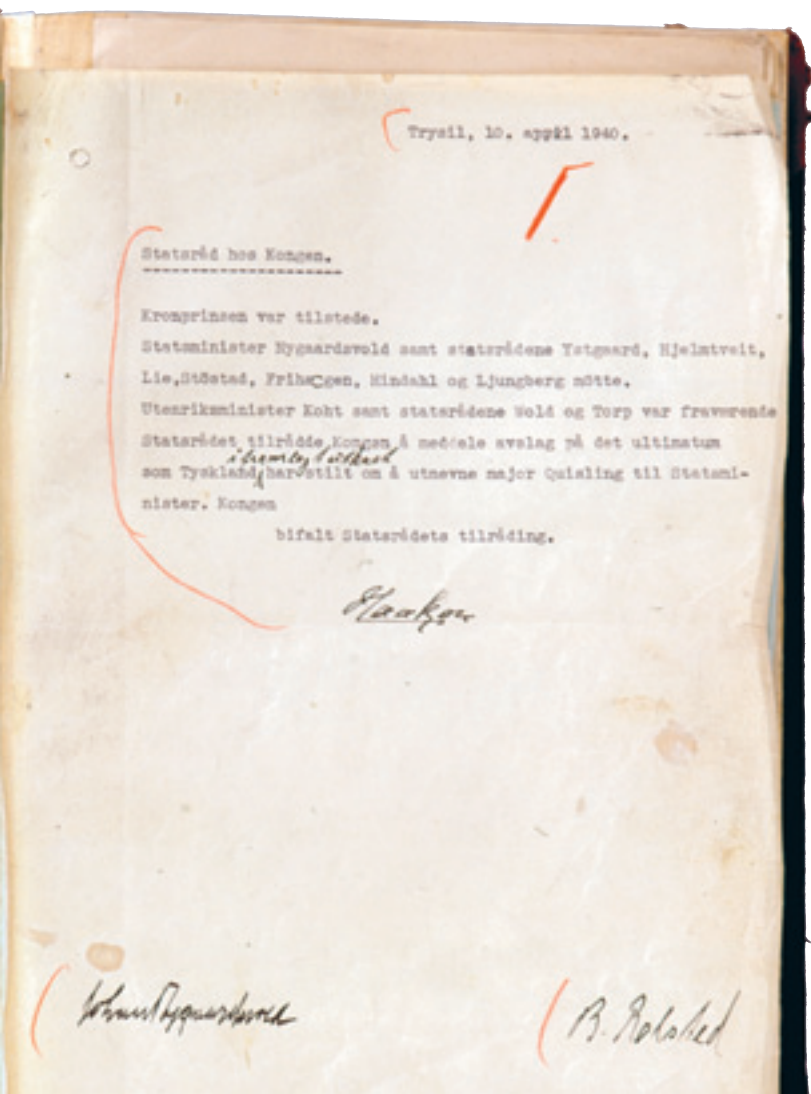 Trysil, 10. april 1940.
Statsråd hos Kongen.
Kronprinsen var tilstede.
Statsminister Nygaardsvold samt statsrådene Ystgaard, Hjelmtveit,
Lie, Støstad, Frihagen, Hindahl og Ljungberg møtte.
Utenriksminister Koht samt statsrådene Wold og Torp var fraværende
Statsrådet tilrådde Kongen å meddele avslag på det ultimatum
som Tyskland har stilt om å utnevne major Quisling til Statsmi-
nister. Kongen
bifalt Statsrådets tilråding.
Haakon
Johan Nygaardsvold
B. Rolsted